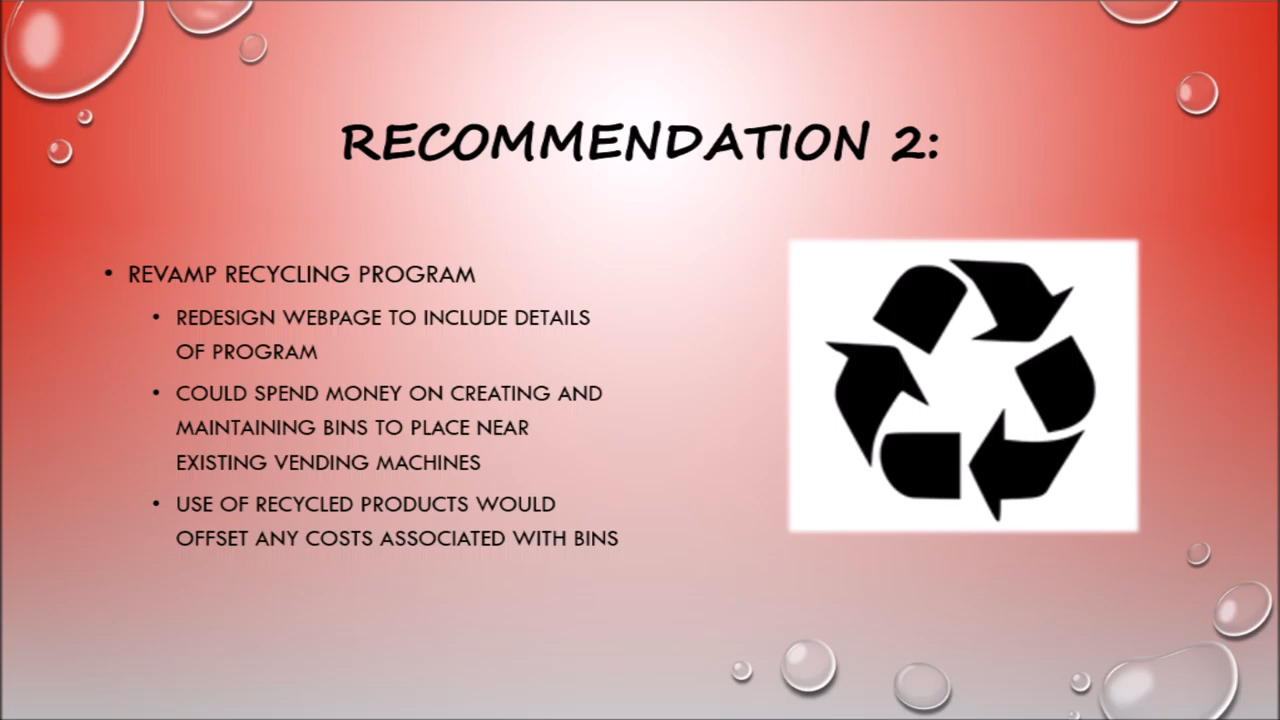 RECOMMENDATION 2:
• REVAMP RECYCLING PROGRAM
• REDESIGN WEBPAGE TO INCLUDE DETAILS
OF PROGRAM
• COULD SPEND MONEY ON CREATING AND
MAINTAINING BINS TO PLACE NEAR
EXISTING VENDING MACHINES
• USE OF RECYCLED PRODUCTS WOULD
OFFSET ANY COSTS ASSOCIATED WITH BINS